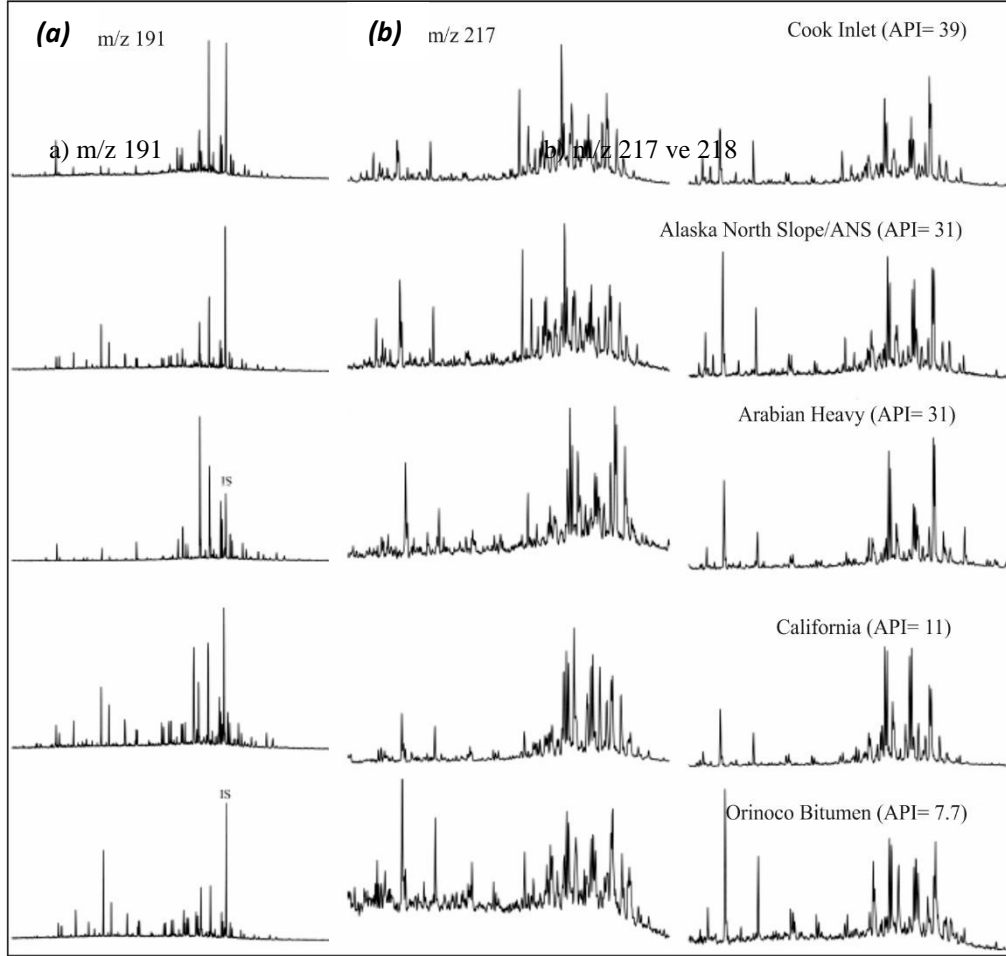 (a) m/z 191
(b) m/z 217
Cook Inlet (API= 39)
a) m/z 191
b) m/z 217 ve 218
Alaska North Slope/ANS (API= 31)
Arabian Heavy (API= 31)
IS
California (API= 11)
IS
Orinoco Bitumen (API= 7.7)